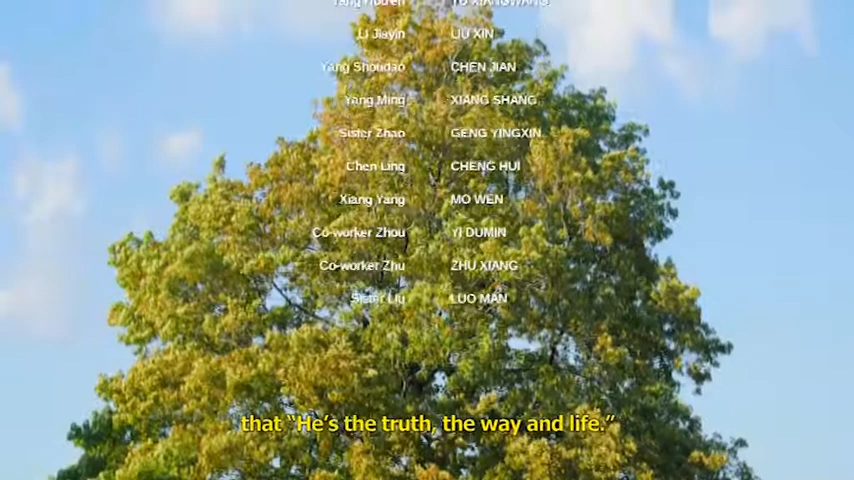 YU XIANGWANG
Li Jiayin LIU XIN
Yang Shoudao CHEN JIAN
Yang Ming XIANG SHANG
Sister Zhao GENG YINGXIN
Chen Ling CHENG HUI
Xiang Yang MO WEN
Co-worker Zhou YI DUMIN
Co-worker Zhu ZHU XIANG
Sister Liu LUO MAN
that “He’s the truth, the way and life.”